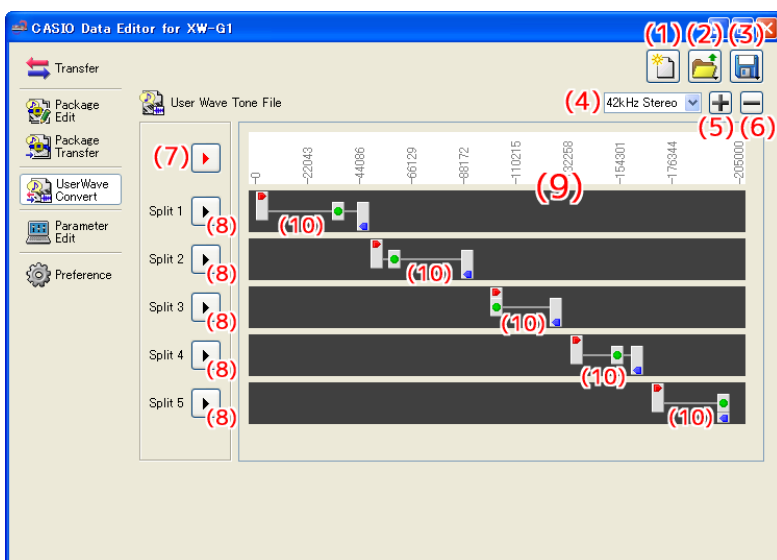 CASIO Data Editor for XW-G1
(1) (2) (3)
Transfer
Package
Edit
User Wave Tone File
(4) 42kHz Stereo
(5) (6)
Package
Transfer
(7)
-0 -22043 -44086 -66129 -88172 -110215 32258 -154301 -176344 -205000
(9)
UserWave
Convert
Split 1 (8) (10)
Parameter
Edit
Split 2 (8) (10)
Preference
Split 3 (8) (10)
Split 4 (8) (10)
Split 5 (8) (10)